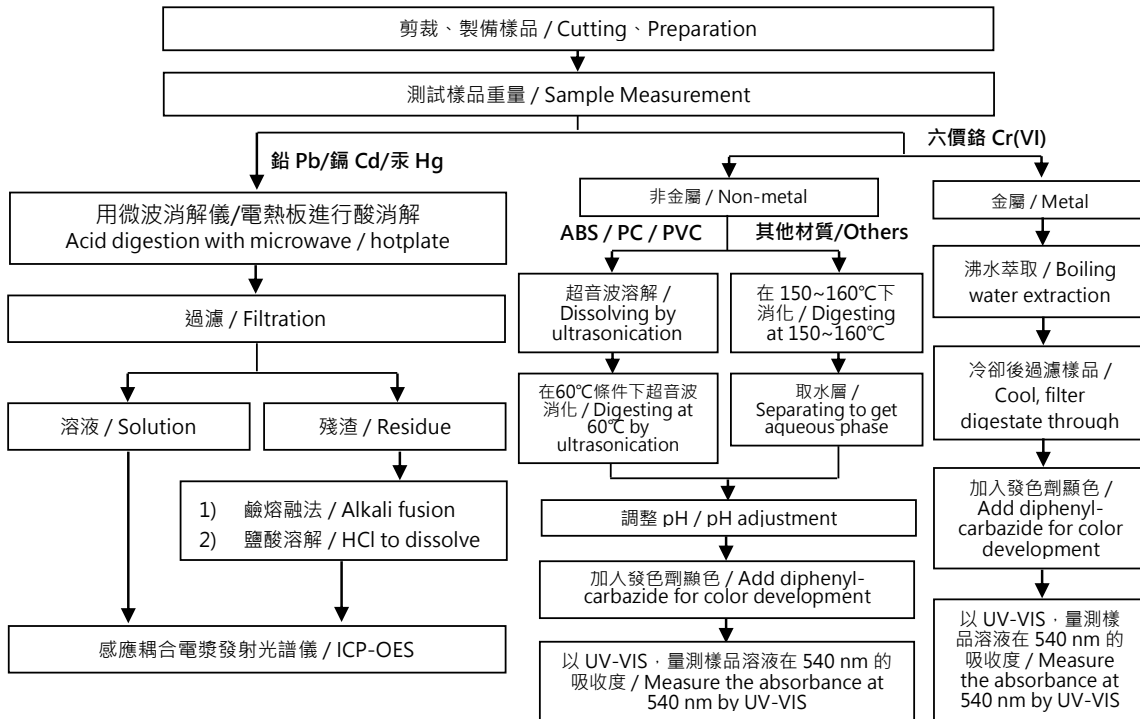 剪裁、製備樣品 / Cutting、Preparation
測試樣品重量 / Sample Measurement
鉛 Pb/鎘 Cd/汞 Hg
六價鉻 Cr(VI)
用微波消解儀/電熱板進行酸消解
Acid digestion with microwave / hotplate
過濾 / Filtration
溶液 / Solution
殘渣 / Residue
1) 鹼熔融法 / Alkali fusion
2) 鹽酸溶解 / HCl to dissolve
感應耦合電漿發射光譜儀 / ICP-OES
非金屬 / Non-metal
ABS / PC / PVC
其他材質/Others
超音波溶解 /
Dissolving by
ultrasonication
在60℃條件下超音波
消化 / Digesting at
60℃ by
ultrasonication
在 150~160℃下
消化 / Digesting
at 150~160℃
取水層 /
Separating to get
aqueous phase
調整 pH / pH adjustment
加入發色劑顯色 / Add diphenyl-
carbazide for color development
以 UV-VIS，量測樣品溶液在 540 nm 的
吸收度 / Measure the absorbance at
540 nm by UV-VIS
金屬 / Metal
沸水萃取 / Boiling
water extraction
冷卻後過濾樣品 /
Cool, filter
digestate through
加入發色劑顯色 /
Add diphenyl-
carbazide for color
development
以 UV-VIS，量測樣
品溶液在 540 nm 的
吸收度 / Measure
the absorbance at
540 nm by UV-VIS